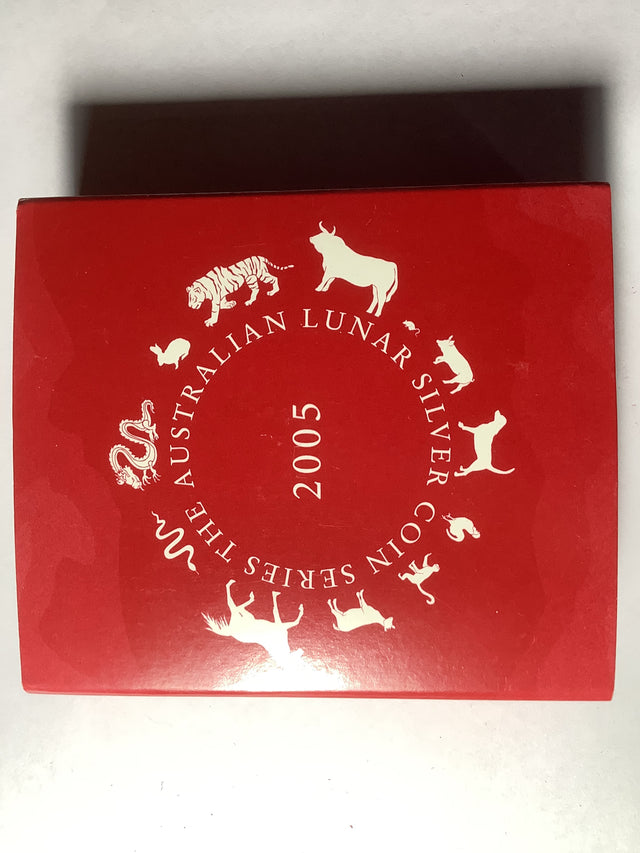 THE AUSTRALIAN LUNAR SILVER COIN SERIES
2005